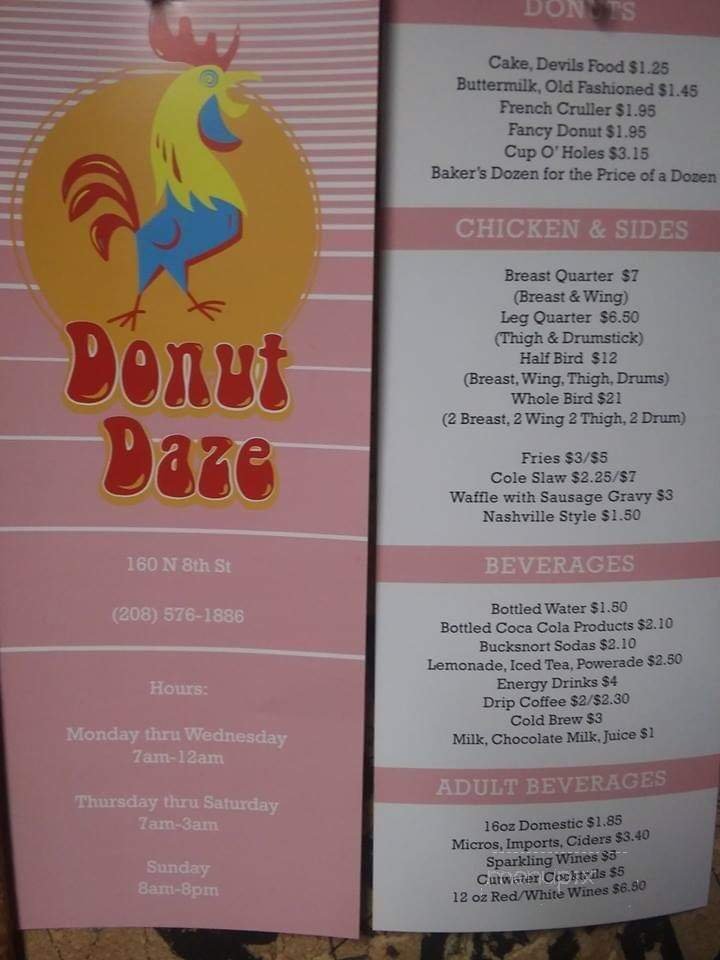 Donut
Daze
160 N 8th St
(208) 576-1886
Hours:
Monday thru Wednesday
7am-12am
Thursday thru Saturday
7am-3am
Sunday
8am-8pm
DONUTS
Cake, Devils Food $1.25
Buttermilk, Old Fashioned $1.45
French Cruller $1.95
Fancy Donut $1.95
Cup O' Holes $3.15
Baker's Dozen for the Price of a Dozen
CHICKEN & SIDES
Breast Quarter $7
(Breast & Wing)
Leg Quarter $6.50
(Thigh & Drumstick)
Half Bird $12
(Breast, Wing, Thigh, Drums)
Whole Bird $21
(2 Breast, 2 Wing 2 Thigh, 2 Drum)
Fries $3/$5
Cole Slaw $2.25/$7
Waffle with Sausage Gravy $3
Nashville Style $1.50
BEVERAGES
Bottled Water $1.50
Bottled Coca Cola Products $2.10
Bucksnort Sodas $2.10
Lemonade, Iced Tea, Powerade $2.50
Energy Drinks $4
Drip Coffee $2/$2.30
Cold Brew $3
Milk, Chocolate Milk, Juice $1
ADULT BEVERAGES
16oz Domestic $1.85
Micros, Imports, Ciders $3.40
Sparkling Wines $5
Cutwater Cocktails $5
12 oz Red/White Wines $6.50